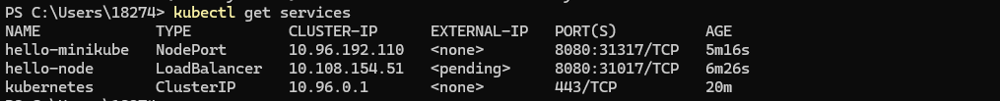 PS C:\Users\18274> kubectl get services
NAME TYPE CLUSTER-IP EXTERNAL-IP PORT(S) AGE
hello-minikube NodePort 10.96.192.110 <none> 8080:31317/TCP 5m16s
hello-node LoadBalancer 10.108.154.51 <pending> 8080:31017/TCP 6m26s
kubernetes ClusterIP 10.96.0.1 <none> 443/TCP 20m